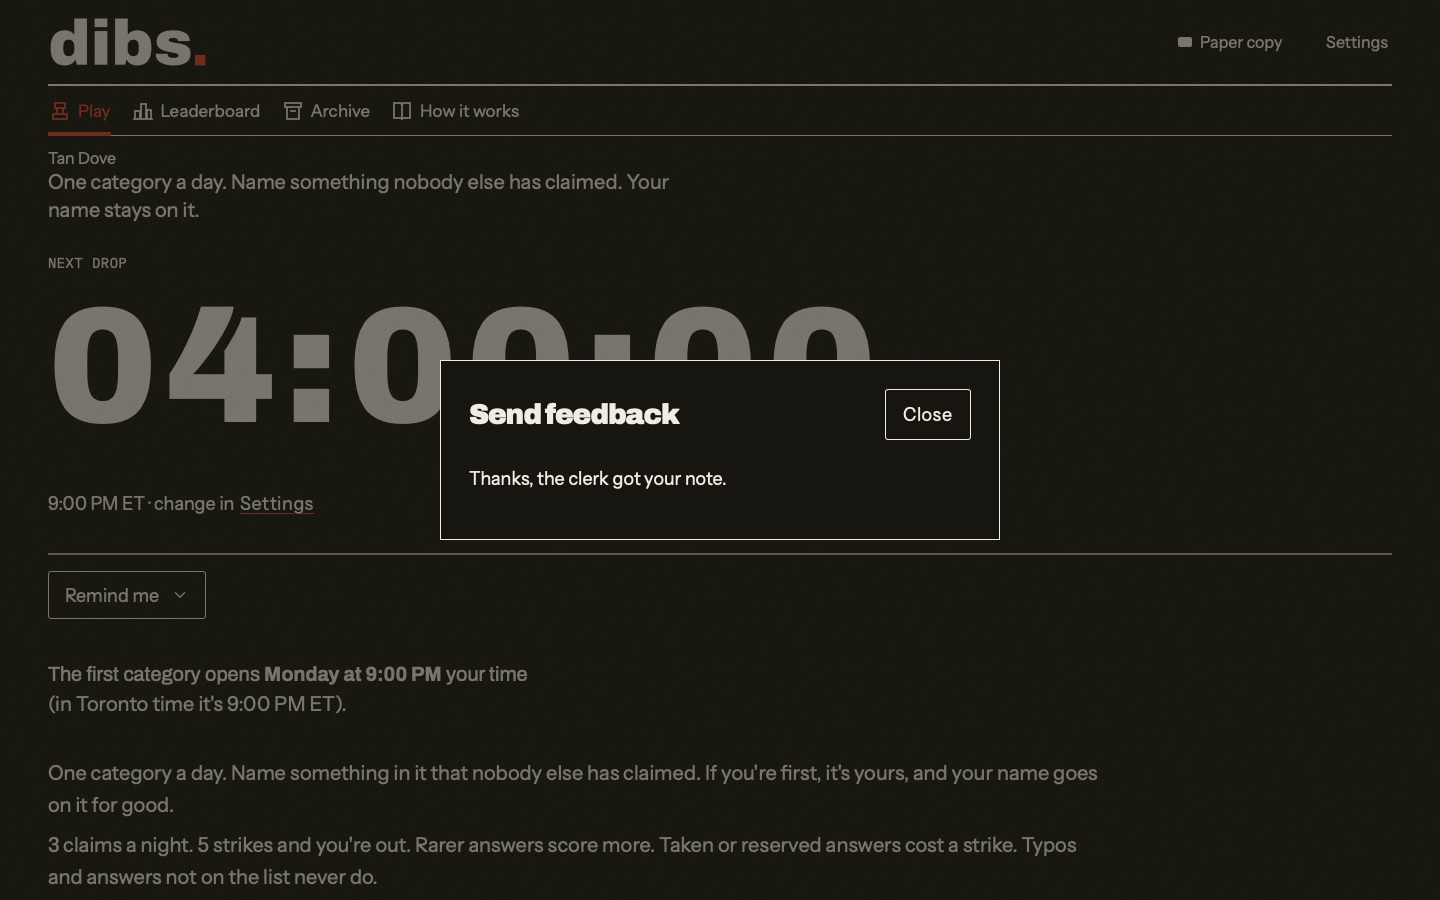 dibs.
Paper copy
Settings
Play
Leaderboard
Archive
How it works
Tan Dove
One category a day. Name something nobody else has claimed. Your
name stays on it.
NEXT DROP
04:00:00
Send feedback
Close
Thanks, the clerk got your note.
9:00 PM ET · change in Settings
Remind me
The first category opens Monday at 9:00 PM your time
(in Toronto time it's 9:00 PM ET).
One category a day. Name something in it that nobody else has claimed. If you're first, it's yours, and your name goes
on it for good.
3 claims a night. 5 strikes and you're out. Rarer answers score more. Taken or reserved answers cost a strike. Typos
and answers not on the list never do.